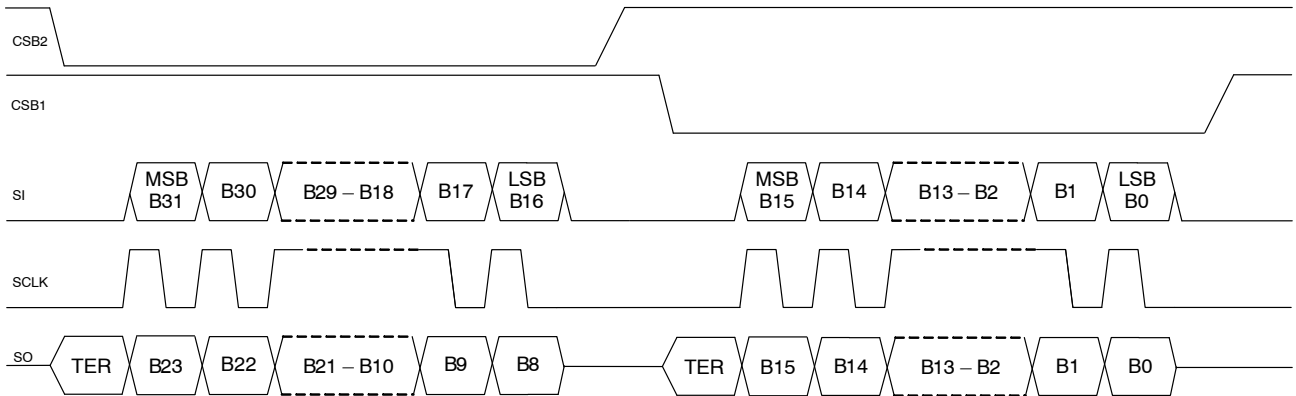 CSB2
CSB1
SI
MSB B31
B30
B29 – B18
B17
LSB B16
MSB B15
B14
B13 – B2
B1
LSB B0
SCLK
SO
TER
B23
B22
B21 – B10
B9
B8
TER
B15
B14
B13 – B2
B1
B0